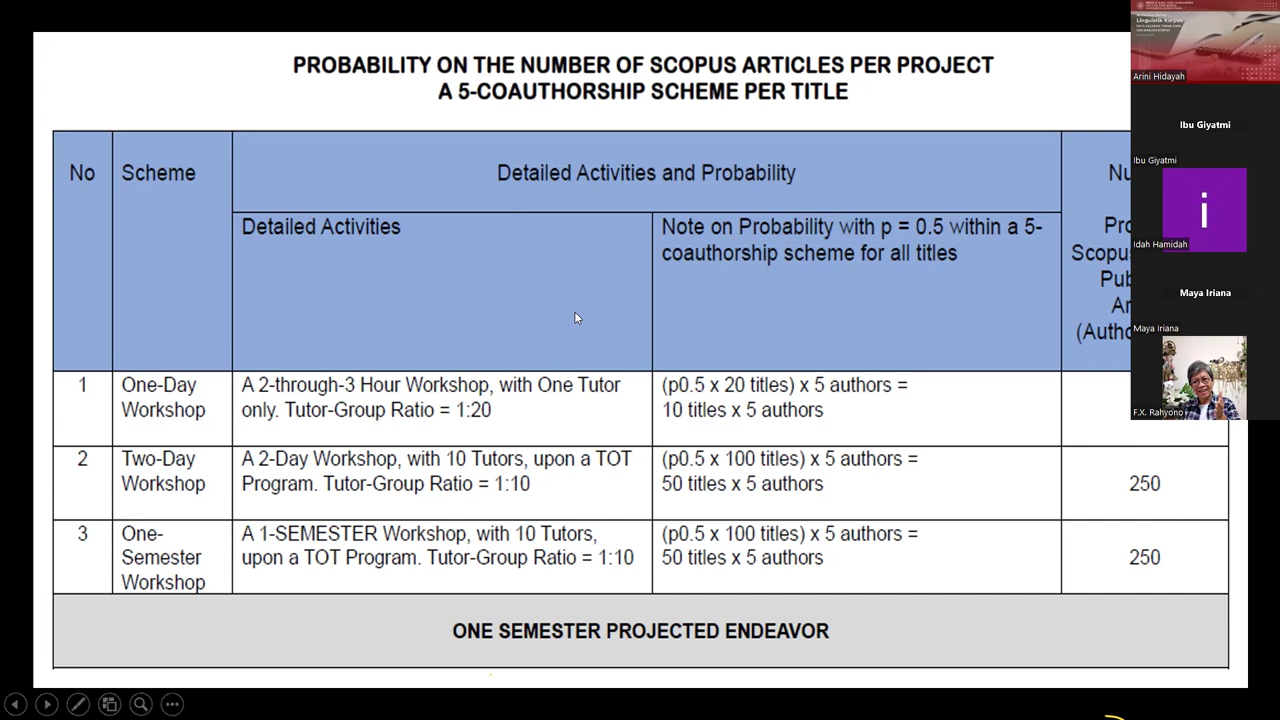 PROBABILITY ON THE NUMBER OF SCOPUS ARTICLES PER PROJECT
A 5-COAUTHORSHIP SCHEME PER TITLE
No
Scheme
Detailed Activities and Probability
Detailed Activities
Note on Probability with p = 0.5 within a 5-
coauthorship scheme for all titles
1
One-Day
Workshop
A 2-through-3 Hour Workshop, with One Tutor
only. Tutor-Group Ratio = 1:20
(p0.5 x 20 titles) x 5 authors =
10 titles x 5 authors
2
Two-Day
Workshop
A 2-Day Workshop, with 10 Tutors, upon a TOT
Program. Tutor-Group Ratio = 1:10
(p0.5 x 100 titles) x 5 authors =
50 titles x 5 authors
250
3
One-
Semester
Workshop
A 1-SEMESTER Workshop, with 10 Tutors,
upon a TOT Program. Tutor-Group Ratio = 1:10
(p0.5 x 100 titles) x 5 authors =
50 titles x 5 authors
250
ONE SEMESTER PROJECTED ENDEAVOR
Linguistik Korpus
Arini Hidayah
Ibu Giyatmi
Ibu Giyatmi
i
Idah Hamidah
Maya Iriana
Maya Iriana
F.X. Rahyono